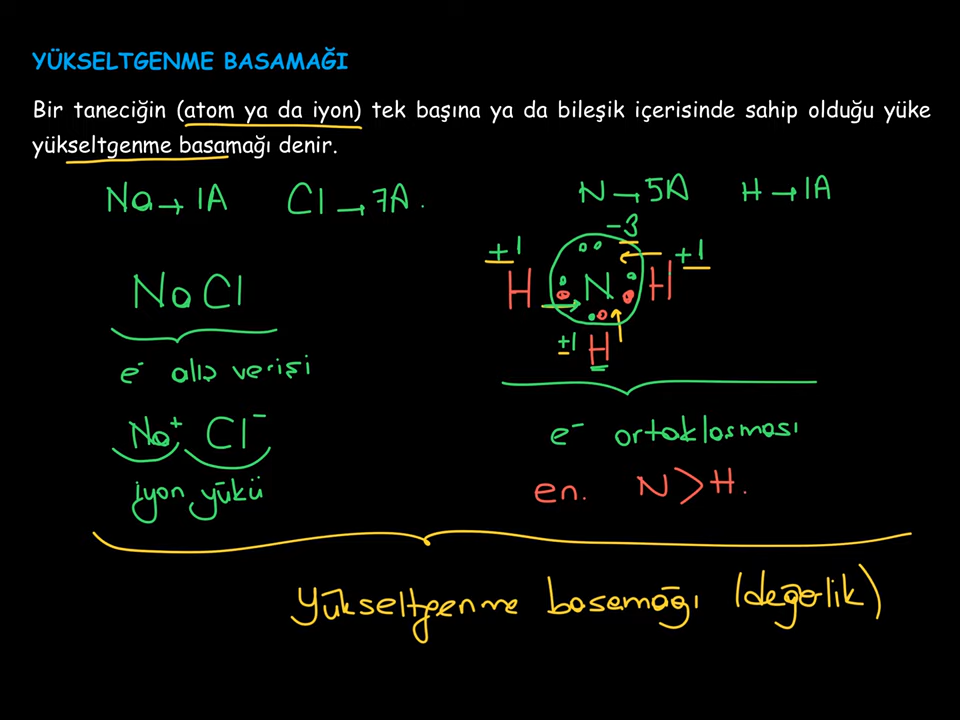 YÜKSELTGENME BASAMAĞI
Bir taneciğin (atom ya da iyon) tek başına ya da bileşik içerisinde sahip olduğu yüke
yükseltgenme basamağı denir.
Na → 1A Cl → 7A.
N → 5A H → 1A
-3
+1 +1
H N H
+1
H
NaCl
e⁻ alış verişi
Na⁺ Cl⁻
iyon yükü
e⁻ ortaklaşması
en. N > H.
Yükseltgenme basamağı (değerlik)